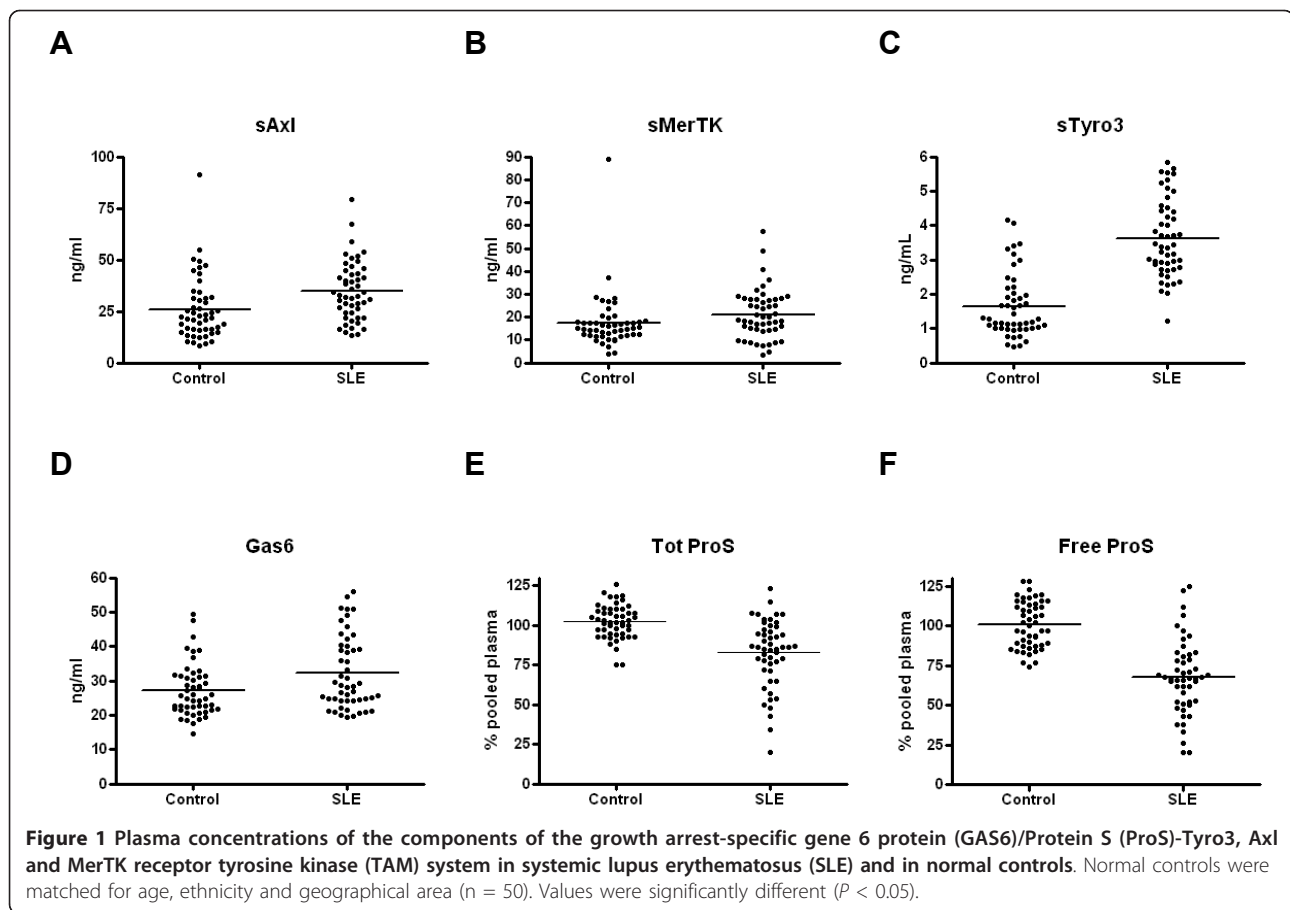 A
B
C
sAxl
sMerTK
sTyro3
100
75
50
25
0
ng/ml
Control
SLE
90
80
70
60
50
40
30
20
10
0
ng/ml
Control
SLE
6
5
4
3
2
1
0
ng/mL
Control
SLE
D
E
F
Gas6
Tot ProS
Free ProS
60
50
40
30
20
10
0
ng/ml
Control
SLE
125
100
75
50
25
0
% pooled plasma
Control
SLE
125
100
75
50
25
0
% pooled plasma
Control
SLE
Figure 1 Plasma concentrations of the components of the growth arrest-specific gene 6 protein (GAS6)/Protein S (ProS)-Tyro3, Axl
and MerTK receptor tyrosine kinase (TAM) system in systemic lupus erythematosus (SLE) and in normal controls. Normal controls were
matched for age, ethnicity and geographical area (n = 50). Values were significantly different (P < 0.05).